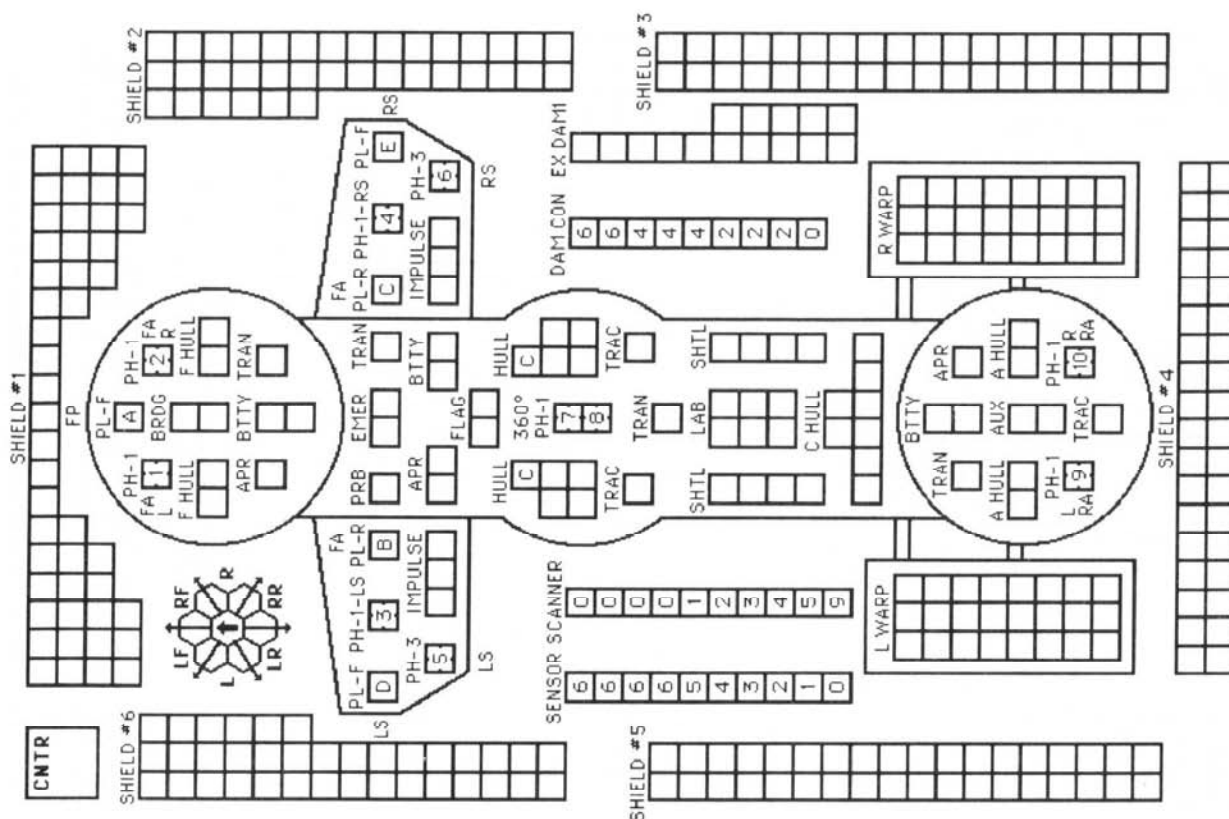 CNTR
SHIELD #1
SHIELD #2
SHIELD #3
SHIELD #4
SHIELD #5
SHIELD #6
LF
RF
L
R
LR
RR
FP
PL-F
A
PH-1
1
FA
L
PH-1
2
FA
R
F HULL
BRDG
F HULL
APR
BTTY
TRAN
PL-F
D
PH-1-LS
3
FA
PL-R
B
PH-3
5
IMPULSE
LS
LS
FA
PL-R
C
PH-1-RS
4
PL-F
E
IMPULSE
PH-3
6
RS
RS
PRB
EMER
TRAN
APR
FLAG
BTTY
HULL
C
360°
PH-1
7
8
HULL
C
TRAC
TRAN
TRAC
SHTL
LAB
SHTL
C HULL
SENSOR
6
6
6
6
5
4
3
2
1
0
SCANNER
0
0
0
0
1
2
3
4
5
9
DAM CON
6
6
4
4
4
2
2
2
0
EX DAM1
L WARP
R WARP
TRAN
BTTY
APR
A HULL
AUX
A HULL
PH-1
9
L
RA
TRAC
PH-1
10
R
RA